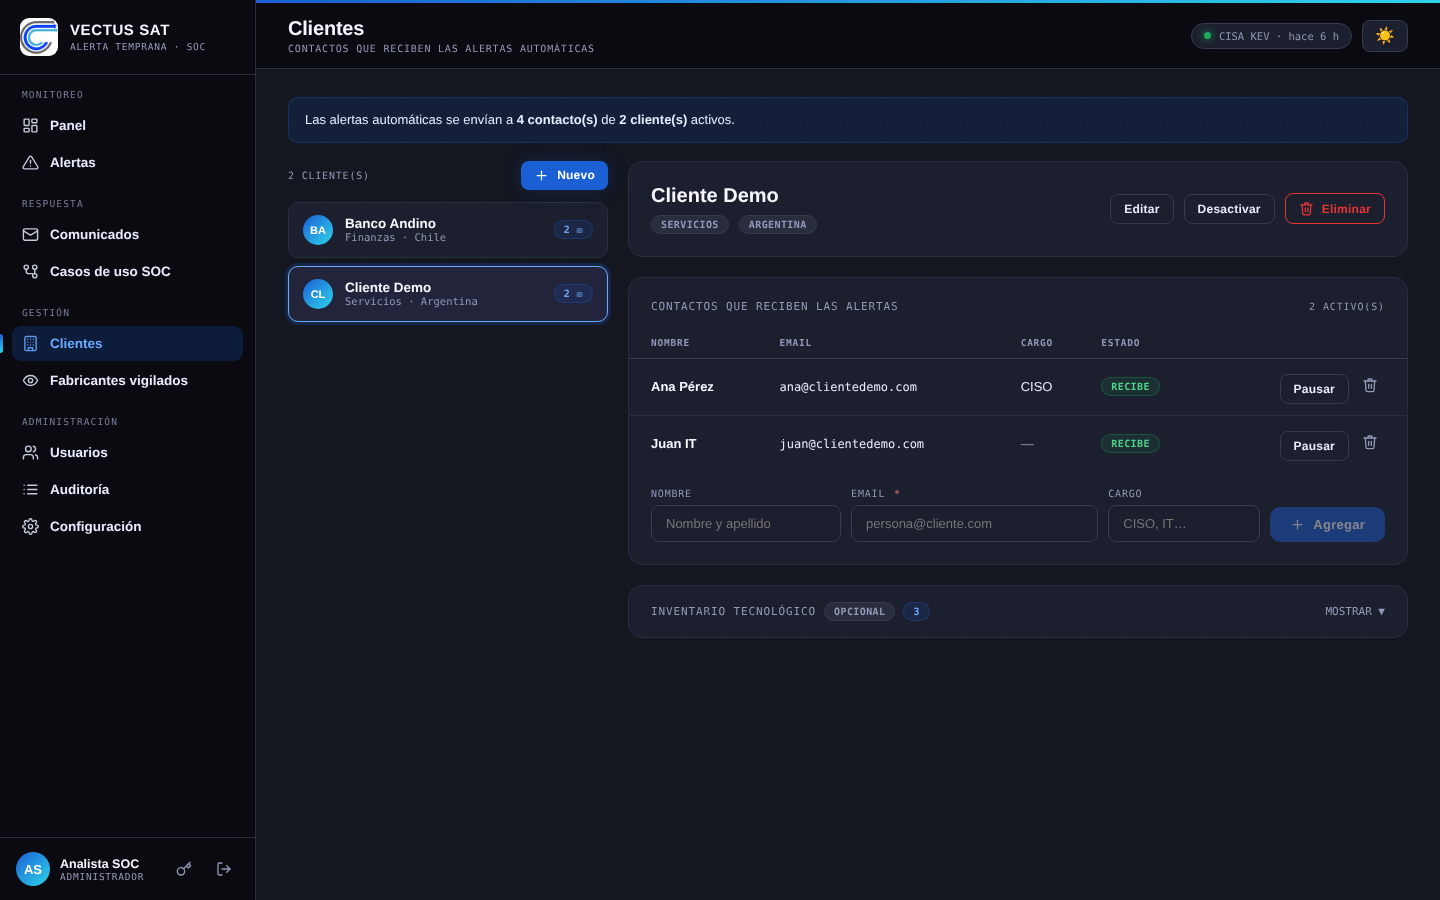 VECTUS SAT
ALERTA TEMPRANA · SOC
MONITOREO
Panel
Alertas
RESPUESTA
Comunicados
Casos de uso SOC
GESTIÓN
Clientes
Fabricantes vigilados
ADMINISTRACIÓN
Usuarios
Auditoría
Configuración
AS
Analista SOC
ADMINISTRADOR
Clientes
CONTACTOS QUE RECIBEN LAS ALERTAS AUTOMÁTICAS
CISA KEV · hace 6 h
Las alertas automáticas se envían a 4 contacto(s) de 2 cliente(s) activos.
2 CLIENTE(S)
+ Nuevo
BA
Banco Andino
Finanzas · Chile
2 ✉
CL
Cliente Demo
Servicios · Argentina
2 ✉
Cliente Demo
SERVICIOS ARGENTINA
Editar Desactivar Eliminar
CONTACTOS QUE RECIBEN LAS ALERTAS 2 ACTIVO(S)
NOMBRE EMAIL CARGO ESTADO
Ana Pérez ana@clientedemo.com CISO RECIBE Pausar
Juan IT juan@clientedemo.com — RECIBE Pausar
NOMBRE EMAIL * CARGO
Nombre y apellido persona@cliente.com CISO, IT… + Agregar
INVENTARIO TECNOLÓGICO OPCIONAL 3 MOSTRAR ▼